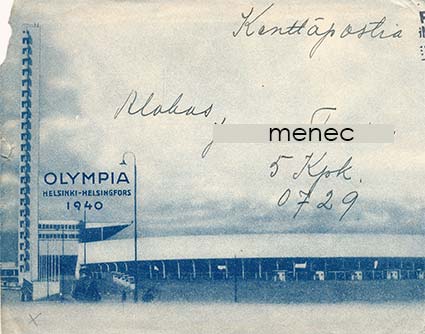 Kenttäpostia
menec
5 Kpk.
0729
OLYMPIA
HELSINKI-HELSINGFORS
1940